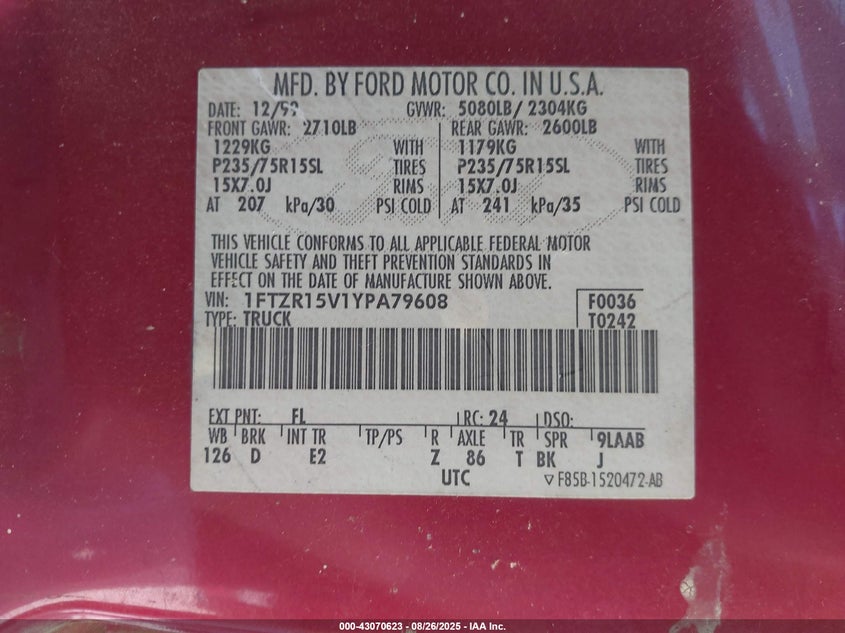 MFD. BY FORD MOTOR CO. IN U.S.A.
DATE: 12/99 GVWR: 5080LB/ 2304KG
FRONT GAWR: 2710LB REAR GAWR: 2600LB
1229KG WITH 1179KG WITH
P235/75R15SL TIRES P235/75R15SL TIRES
15X7.0J RIMS 15X7.0J RIMS
AT 207 kPa/30 PSI COLD AT 241 kPa/35 PSI COLD
THIS VEHICLE CONFORMS TO ALL APPLICABLE FEDERAL MOTOR
VEHICLE SAFETY AND THEFT PREVENTION STANDARDS IN
EFFECT ON THE DATE OF MANUFACTURE SHOWN ABOVE.
VIN: 1FTZR15V1YPA79608 F0036
TYPE: TRUCK T0242
EXT PNT: FL RC: 24 DSO:
WB BRK INT TR TP/PS R AXLE TR SPR 9LAAB
126 D E2 Z 86 T BK J
UTC ▽ F85B-1520472-AB
000-43070623 - 08/26/2025 - IAA Inc.